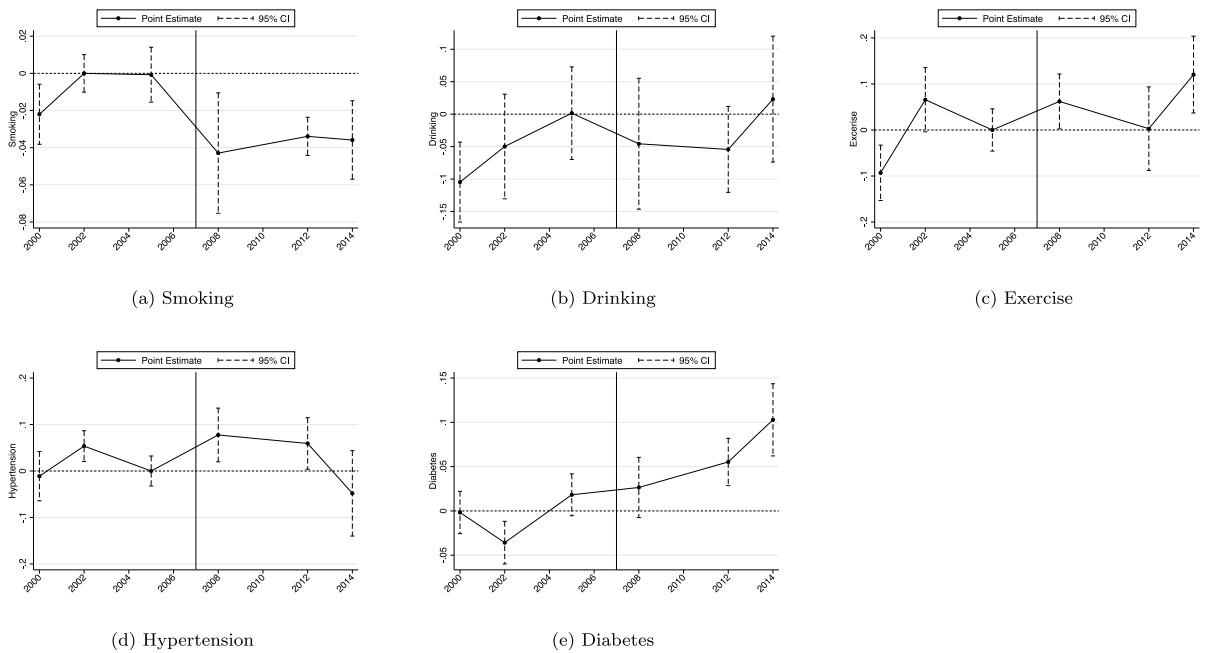 Point Estimate 95% CI
.02
0
-.02
-.04
-.06
-.08
Smoking
2000 2002 2004 2006 2008 2010 2012 2014
(a) Smoking
Point Estimate 95% CI
.1
.05
0
-.05
-.1
-.15
Drinking
2000 2002 2004 2006 2008 2010 2012 2014
(b) Drinking
Point Estimate 95% CI
.2
.1
0
-.1
-.2
Excerise
2000 2002 2004 2006 2008 2010 2012 2014
(c) Exercise
Point Estimate 95% CI
.2
.1
0
-.1
-.2
Hypertension
2000 2002 2004 2006 2008 2010 2012 2014
(d) Hypertension
Point Estimate 95% CI
.15
.1
.05
0
-.05
Diabetes
2000 2002 2004 2006 2008 2010 2012 2014
(e) Diabetes